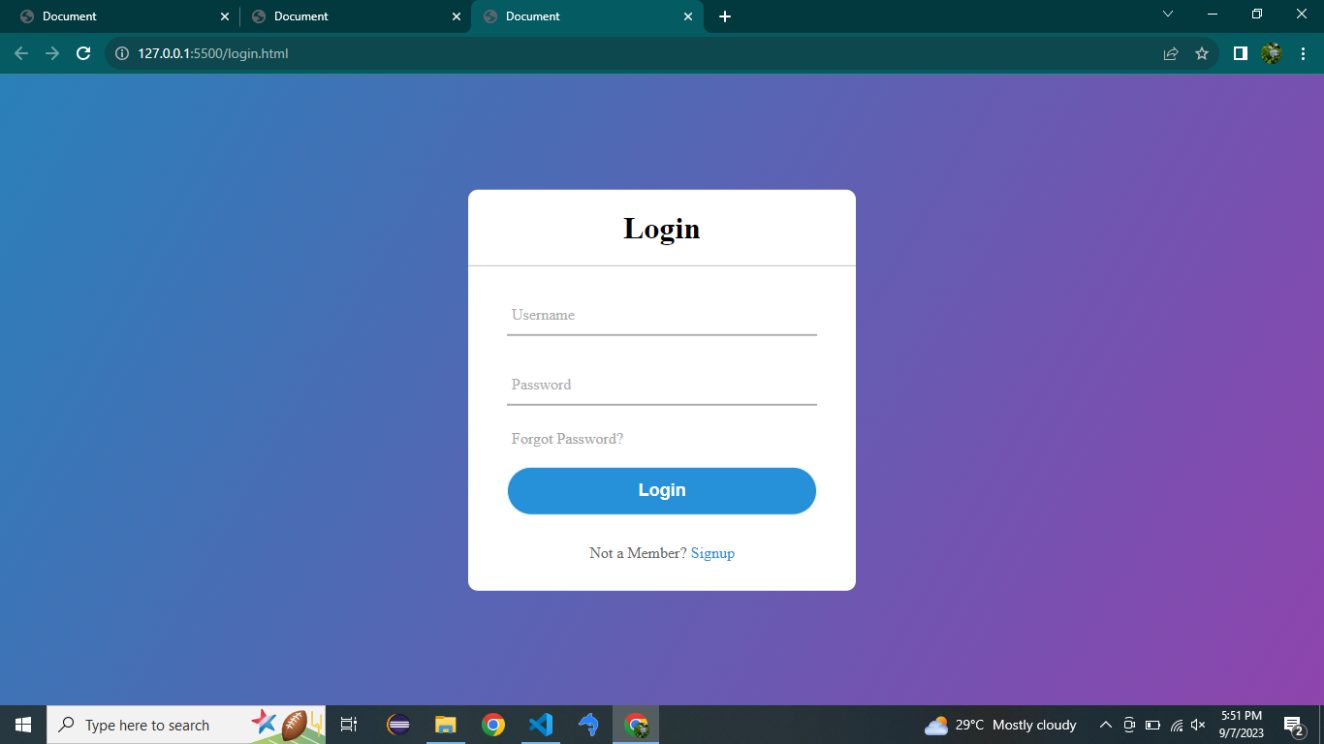 Document
Document
Document
127.0.0.1:5500/login.html
Login
Username
Password
Forgot Password?
Login
Not a Member? Signup
Type here to search
29°C Mostly cloudy
5:51 PM
9/7/2023
2